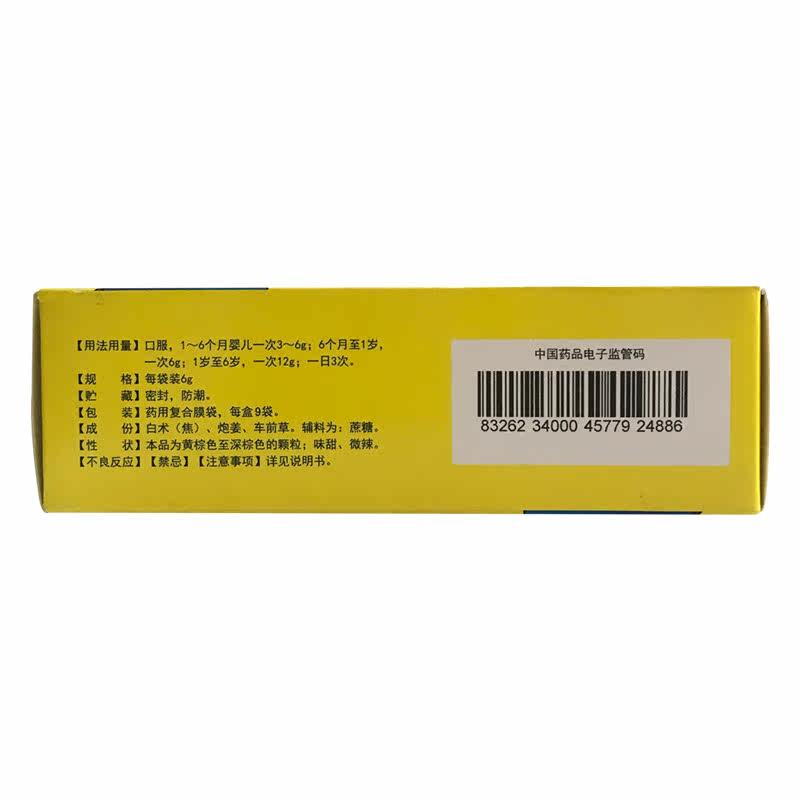 【用法用量】口服，1～6个月婴儿一次3～6g；6个月至1岁，
一次6g；1岁至6岁，一次12g；一日3次。
【规　　格】每袋装6g
【贮　　藏】密封，防潮。
【包　　装】药用复合膜袋，每盒9袋。
【成　　份】白术（焦）、炮姜、车前草。辅料为：蔗糖。
【性　　状】本品为黄棕色至深棕色的颗粒；味甜、微辣。
【不良反应】【禁忌】【注意事项】详见说明书。
中国药品电子监管码
83262 34000 45779 24886